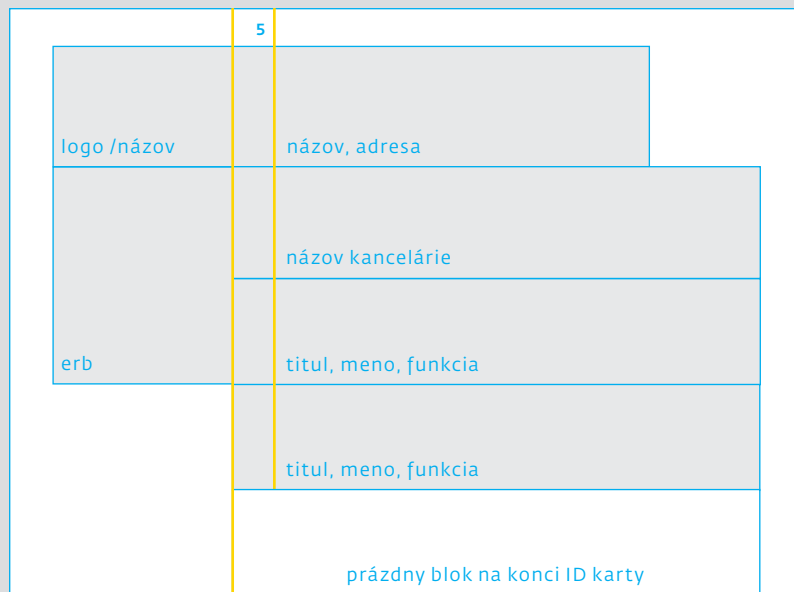 5
logo /názov
názov, adresa
názov kancelárie
erb
titul, meno, funkcia
titul, meno, funkcia
prázdny blok na konci ID karty